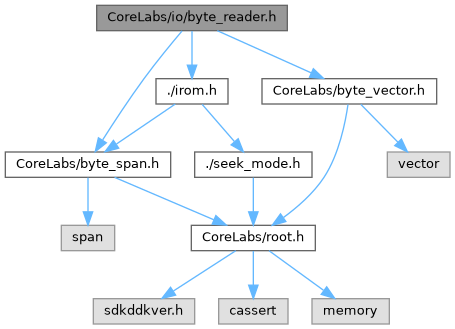 CoreLabs/io/byte_reader.h
./irom.h
CoreLabs/byte_vector.h
CoreLabs/byte_span.h
./seek_mode.h
vector
span
CoreLabs/root.h
sdkddkver.h
cassert
memory